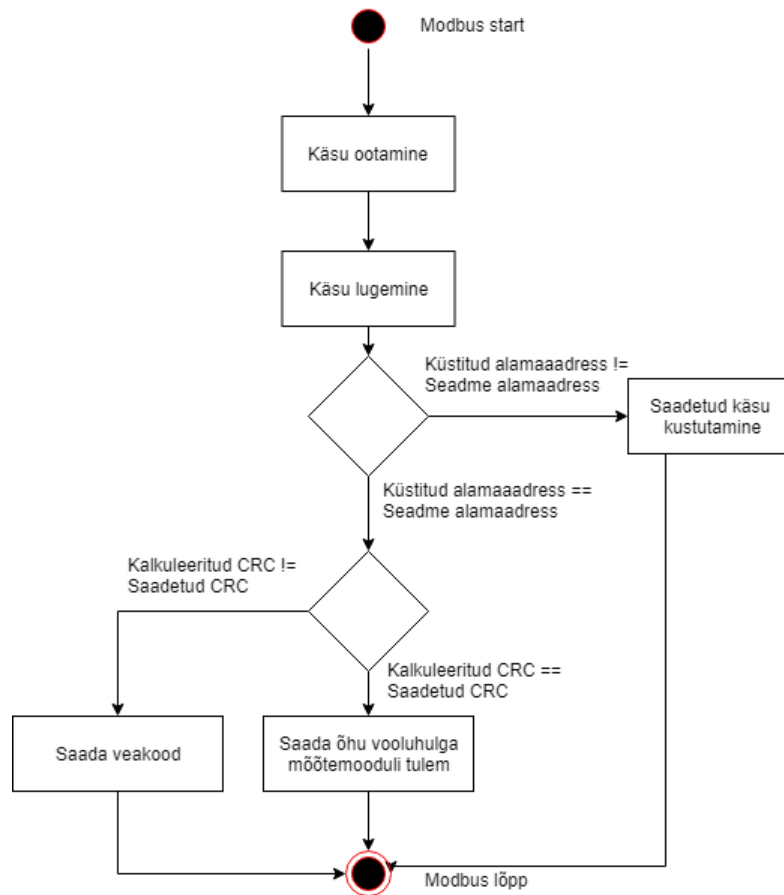 Modbus start
Käsu ootamine
Käsu lugemine
Küstitud alamaaadress !=
Seadme alamaadress
Saadetud käsu
kustutamine
Küstitud alamaaadress ==
Seadme alamaadress
Kalkuleeritud CRC !=
Saadetud CRC
Kalkuleeritud CRC ==
Saadetud CRC
Saada veakood
Saada õhu vooluhulga
mõõtemooduli tulem
Modbus lõpp